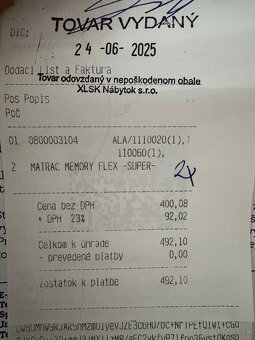 TOVAR VYDANÝ
DIC:
24 -06- 2025
Dodací List a Faktura
Tovar odovzdaný v nepoškodenom obale
XLSK Nábytok s.r.o.
Pos Popis
Poč
01 0800003104 ALA/1110020(1),
110060(1),
2 MATRAC MEMORY FLEX -SUPER-
2x
Cena bez DPH 400,08
+ DPH 23% 92,02
Celkom k úhrade 492,10
- prevedené platby 0,00
zostatok k platbe 492,10